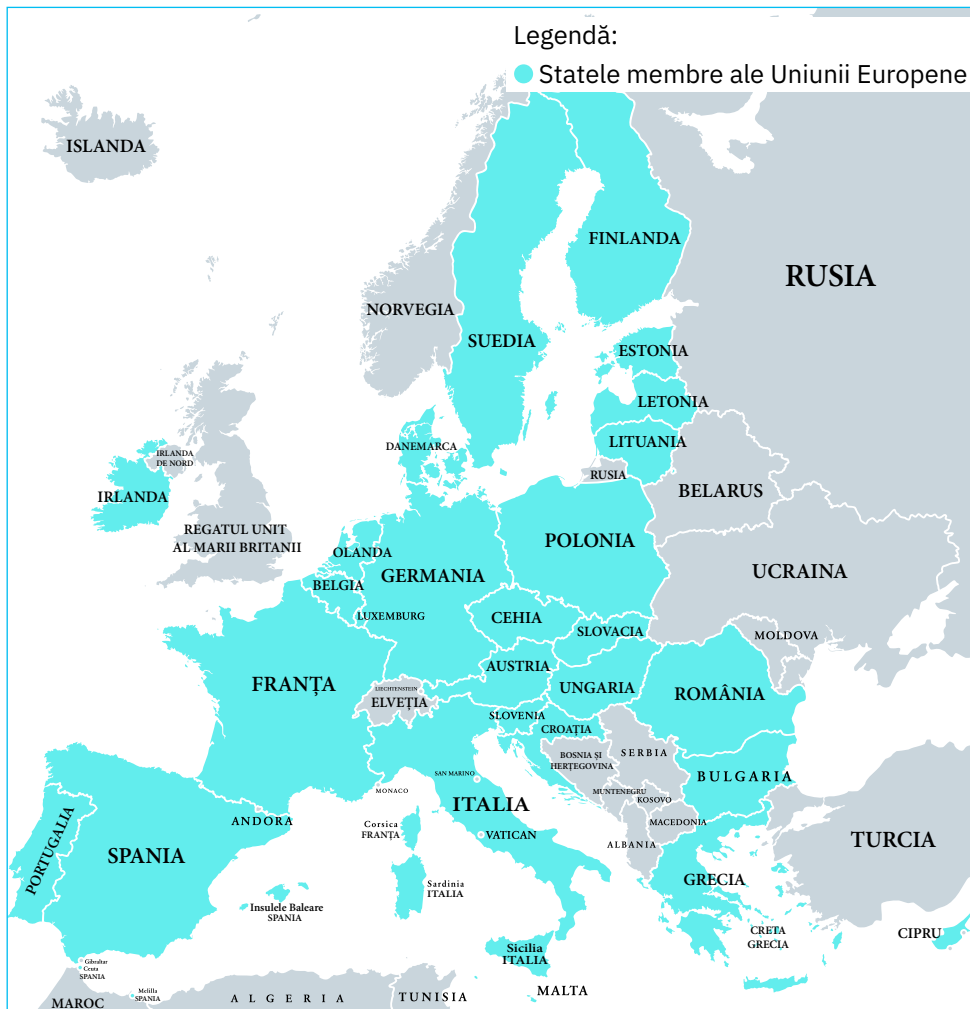 Legendă:
Statele membre ale Uniunii Europene
ISLANDA
FINLANDA
RUSIA
NORVEGIA
SUEDIA
ESTONIA
LETONIA
DANEMARCA
LITUANIA
IRLANDA
DE NORD
RUSIA
BELARUS
IRLANDA
REGATUL UNIT
AL MARII BRITANII
POLONIA
OLANDA
UCRAINA
GERMANIA
BELGIA
LUXEMBURG
CEHIA
SLOVACIA
MOLDOVA
AUSTRIA
FRANȚA
LIECHTENSTEIN
ELVEȚIA
UNGARIA
ROMÂNIA
SLOVENIA
CROAȚIA
SERBIA
BOSNIA ȘI
HERȚEGOVINA
SAN MARINO
BULGARIA
MONACO
MUNTENEGRU
KOSOVO
ITALIA
ANDORA
Corsica
FRANȚA
VATICAN
MACEDONIA
ALBANIA
TURCIA
PORTUGALIA
SPANIA
Sardinia
ITALIA
GRECIA
Insulele Baleare
SPANIA
CRETA
GRECIA
CIPRU
Sicilia
ITALIA
Gibraltar
Ceuta
SPANIA
MALTA
Melilla
SPANIA
MAROC
ALGERIA
TUNISIA